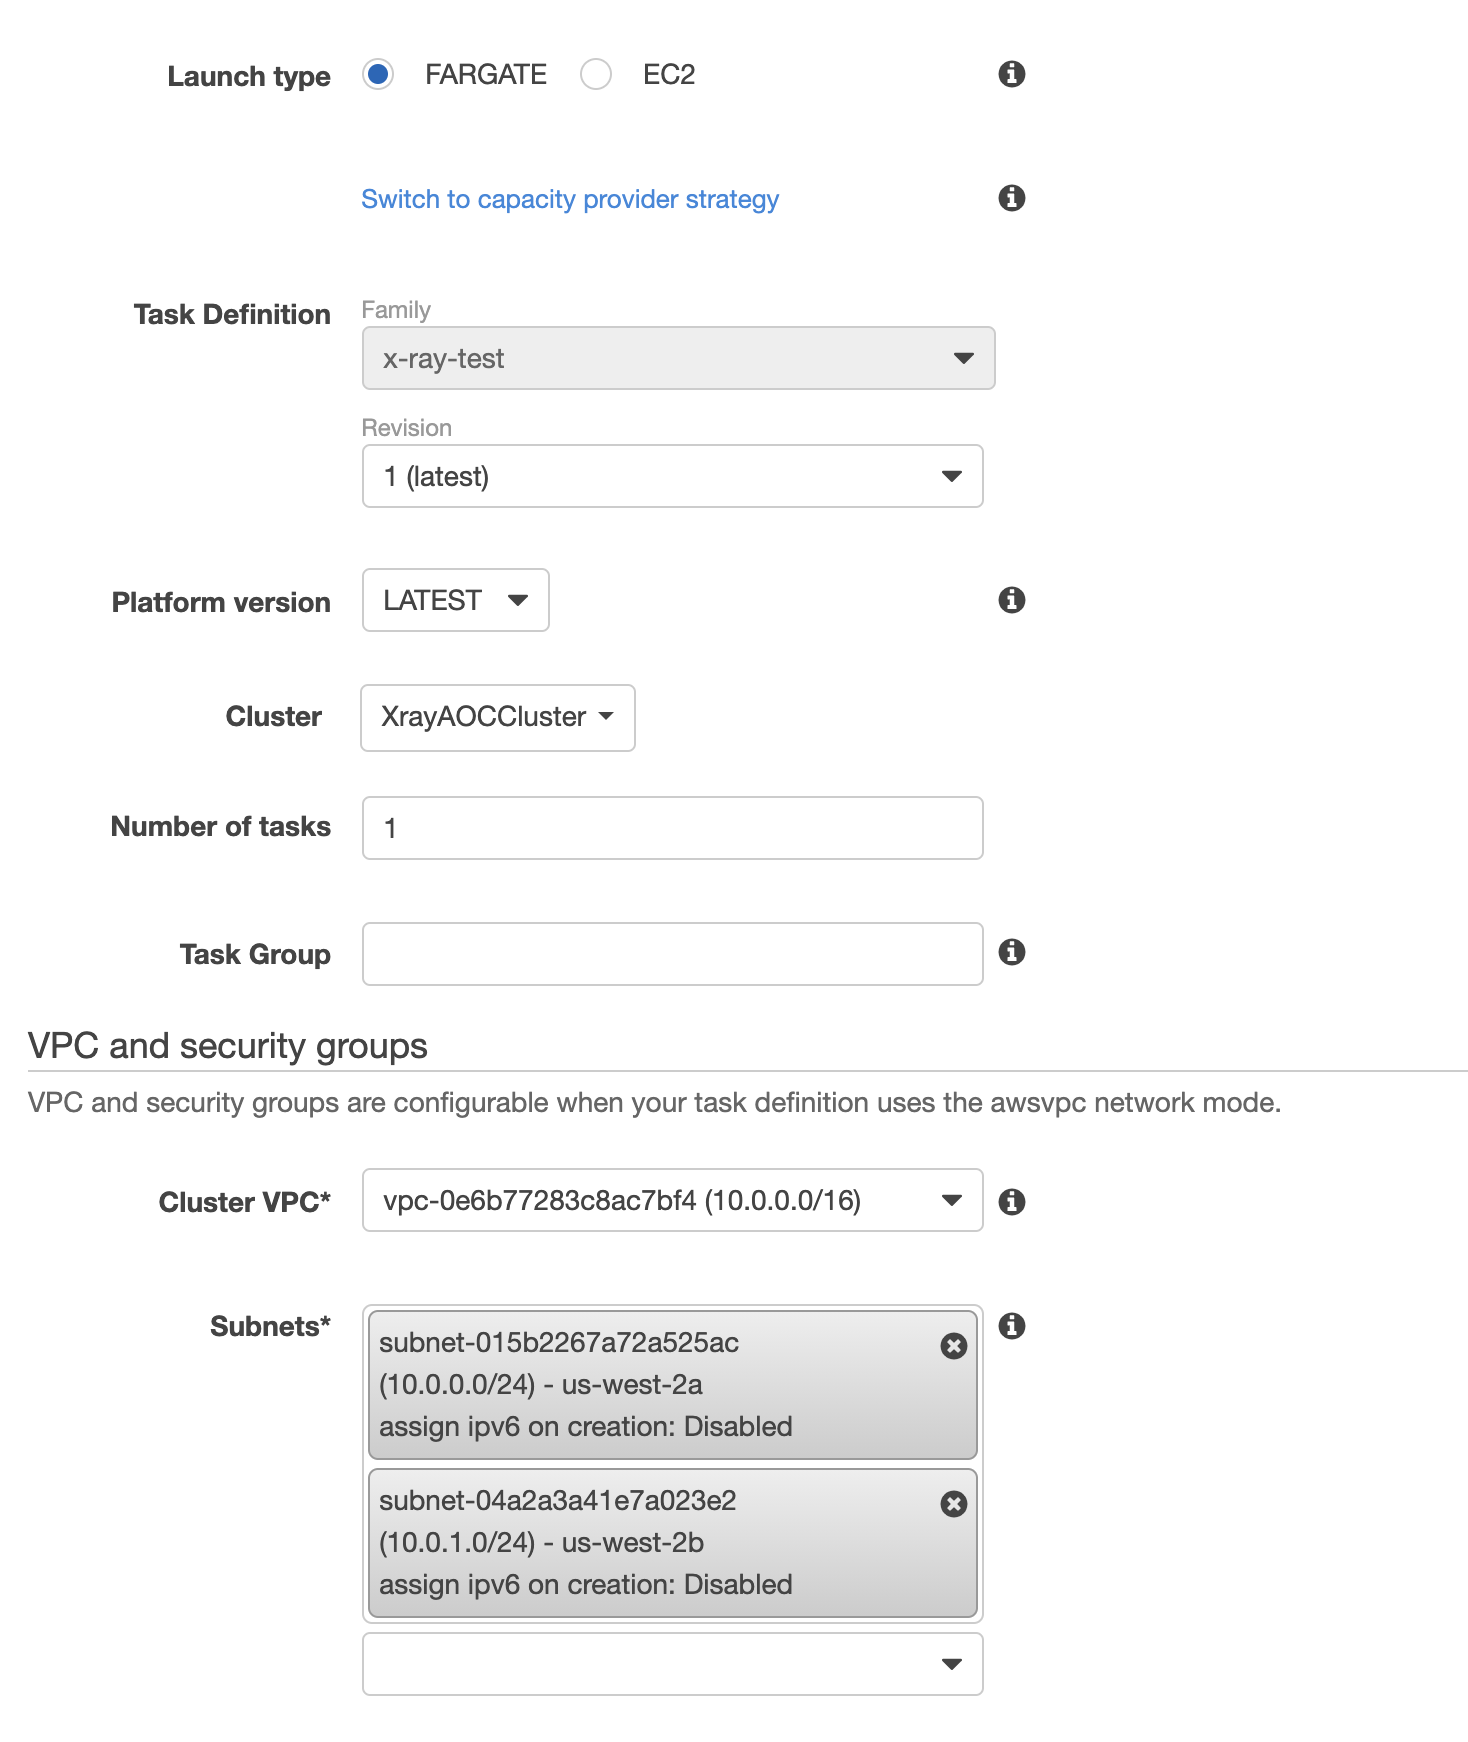 Launch type FARGATE EC2
Switch to capacity provider strategy
Task Definition Family
x-ray-test
Revision
1 (latest)
Platform version LATEST
Cluster XrayAOCCluster
Number of tasks 1
Task Group
VPC and security groups
VPC and security groups are configurable when your task definition uses the awsvpc network mode.
Cluster VPC* vpc-0e6b77283c8ac7bf4 (10.0.0.0/16)
Subnets* subnet-015b2267a72a525ac
(10.0.0.0/24) - us-west-2a
assign ipv6 on creation: Disabled
subnet-04a2a3a41e7a023e2
(10.0.1.0/24) - us-west-2b
assign ipv6 on creation: Disabled